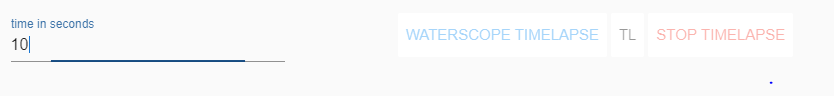 time in seconds
10
WATERSCOPE TIMELAPSE TL STOP TIMELAPSE